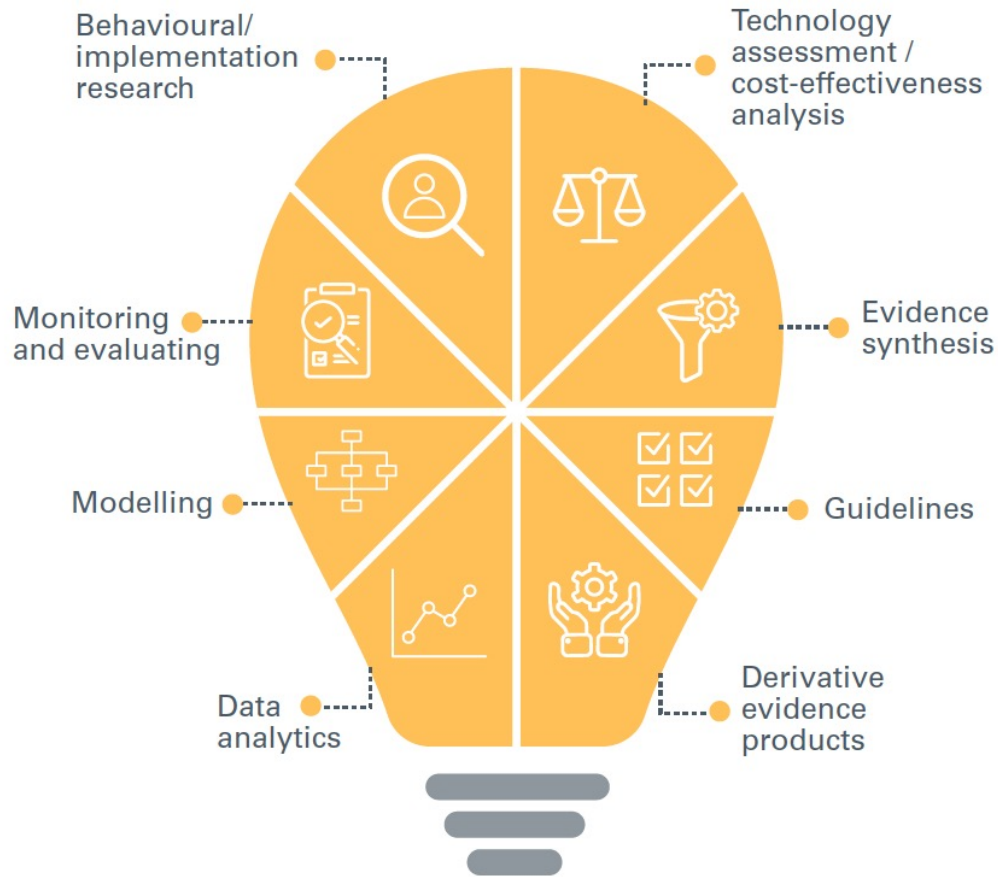 Behavioural/
implementation
research
Technology
assessment /
cost-effectiveness
analysis
Monitoring
and evaluating
Evidence
synthesis
Modelling
Guidelines
Data
analytics
Derivative
evidence
products